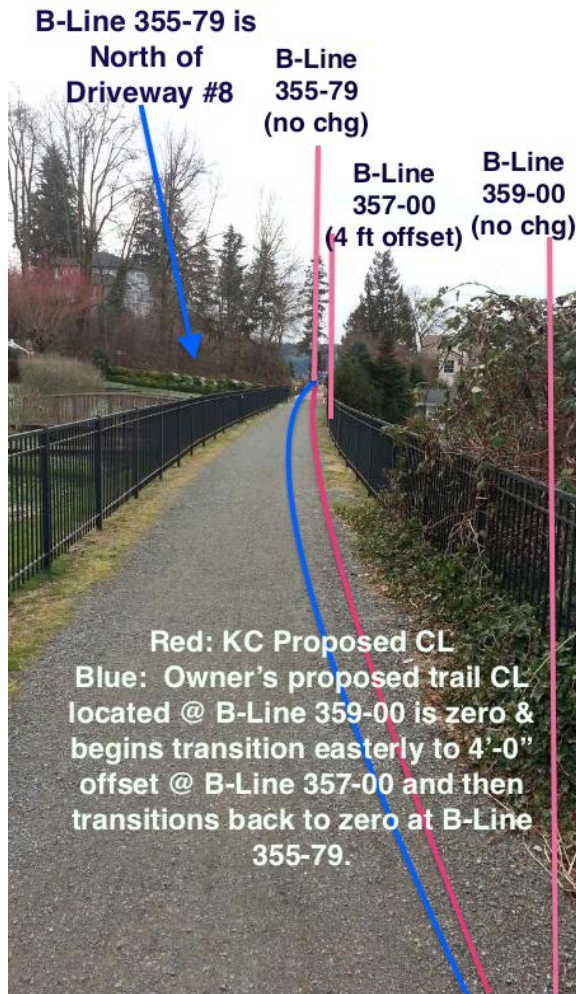 B-Line 355-79 is
North of
Driveway #8
B-Line
355-79
(no chg)
B-Line
357-00
(4 ft offset)
B-Line
359-00
(no chg)
Red: KC Proposed CL
Blue:  Owner's proposed trail CL
located @ B-Line 359-00 is zero &
begins transition easterly to 4'-0"
offset @ B-Line 357-00 and then
transitions back to zero at B-Line
355-79.